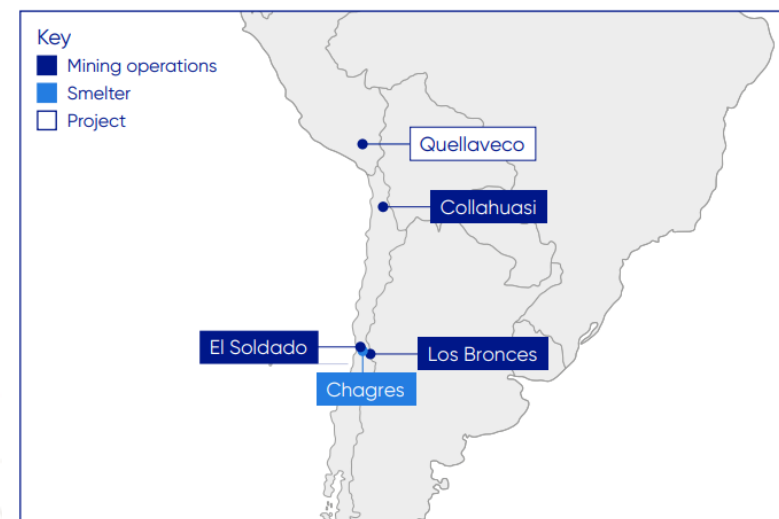 Key
Mining operations
Smelter
Project
Quellaveco
Collahuasi
El Soldado
Los Bronces
Chagres